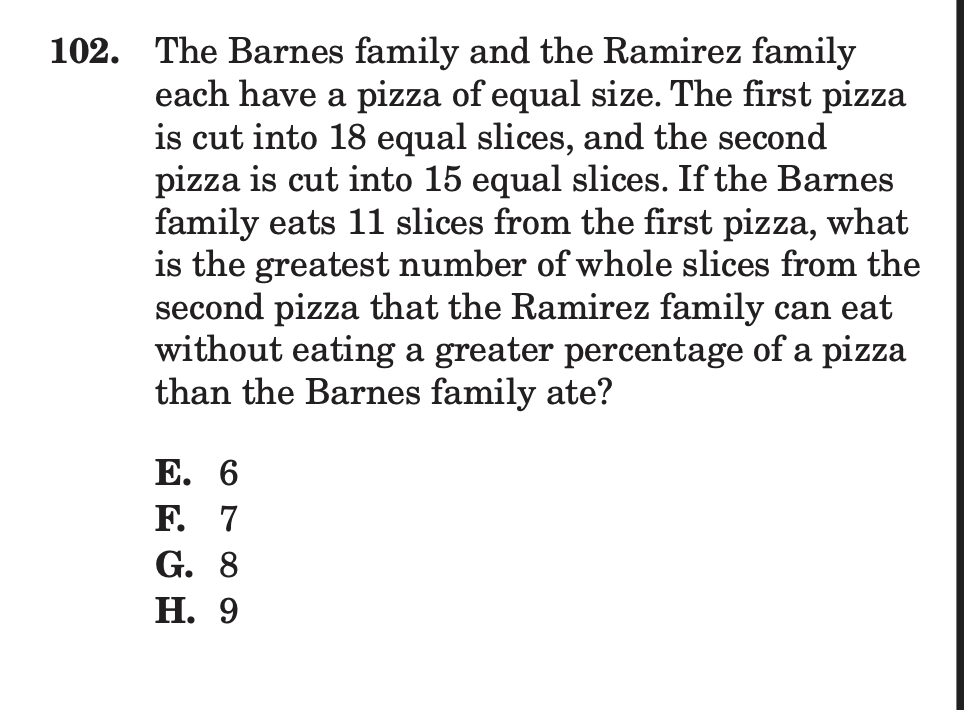 102. The Barnes family and the Ramirez family
each have a pizza of equal size. The first pizza
is cut into 18 equal slices, and the second
pizza is cut into 15 equal slices. If the Barnes
family eats 11 slices from the first pizza, what
is the greatest number of whole slices from the
second pizza that the Ramirez family can eat
without eating a greater percentage of a pizza
than the Barnes family ate?
E. 6
F. 7
G. 8
H. 9